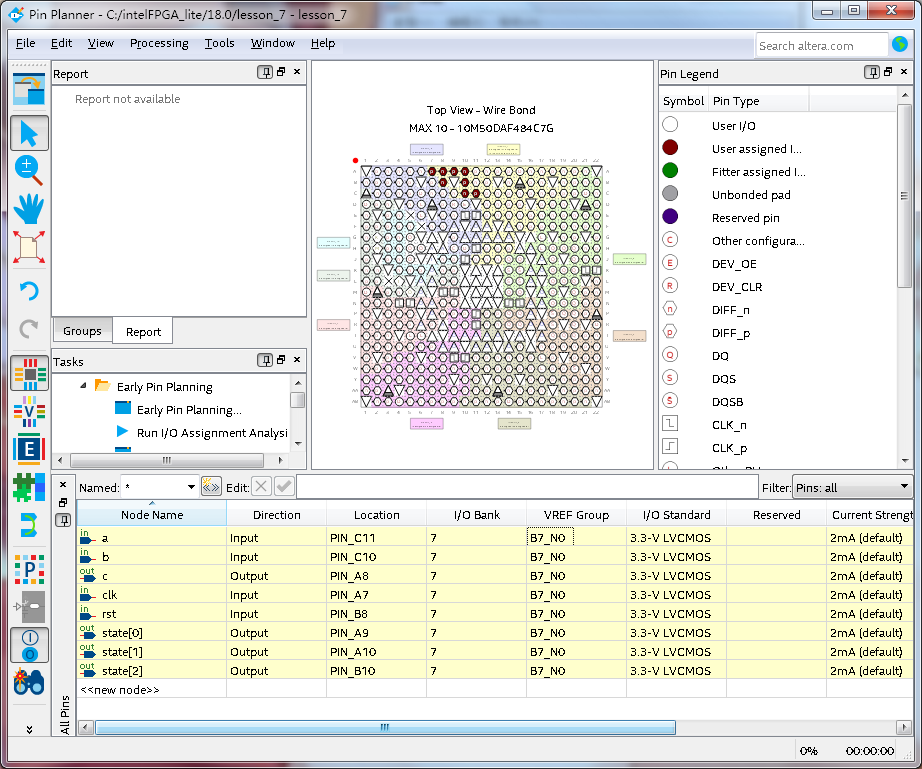 Pin Planner - C:/intelFPGA_lite/18.0/lesson_7 - lesson_7
File Edit View Processing Tools Window Help
Search altera.com
Report
Report not available
Groups Report
Tasks
Early Pin Planning
Early Pin Planning...
Run I/O Assignment Analysi
Top View - Wire Bond
MAX 10 - 10M50DAF484C7G
Pin Legend
Symbol Pin Type
User I/O
User assigned I...
Fitter assigned I...
Unbonded pad
Reserved pin
C Other configura...
E DEV_OE
R DEV_CLR
n DIFF_n
p DIFF_p
Q DQ
S DQS
S DQSB
CLK_n
CLK_p
Named: * Edit: Filter: Pins: all
Node Name Direction Location I/O Bank VREF Group I/O Standard Reserved Current Strengt
in a Input PIN_C11 7 B7_N0 3.3-V LVCMOS 2mA (default)
in b Input PIN_C10 7 B7_N0 3.3-V LVCMOS 2mA (default)
out c Output PIN_A8 7 B7_N0 3.3-V LVCMOS 2mA (default)
in clk Input PIN_A7 7 B7_N0 3.3-V LVCMOS 2mA (default)
in rst Input PIN_B8 7 B7_N0 3.3-V LVCMOS 2mA (default)
out state[0] Output PIN_A9 7 B7_N0 3.3-V LVCMOS 2mA (default)
out state[1] Output PIN_A10 7 B7_N0 3.3-V LVCMOS 2mA (default)
out state[2] Output PIN_B10 7 B7_N0 3.3-V LVCMOS 2mA (default)
<<new node>>
All Pins
0% 00:00:00